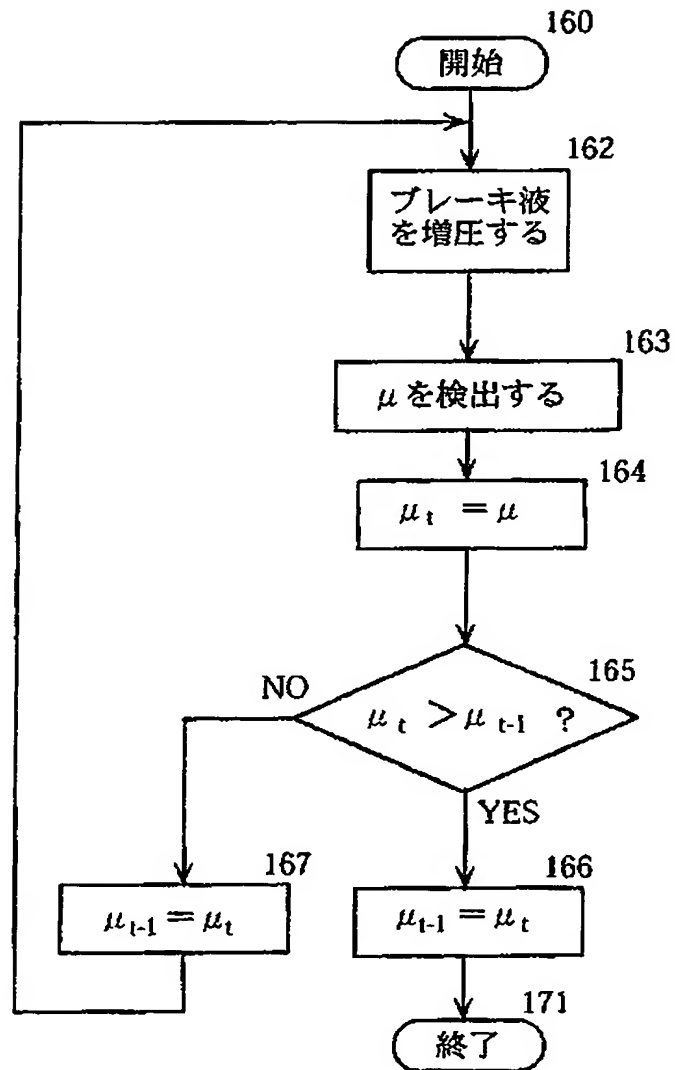 160
開始
162
ブレーキ液
を増圧する
163
μを検出する
164
μt = μ
165
NO
μt > μt-1 ?
YES
167
μt-1 = μt
166
μt-1 = μt
171
終了